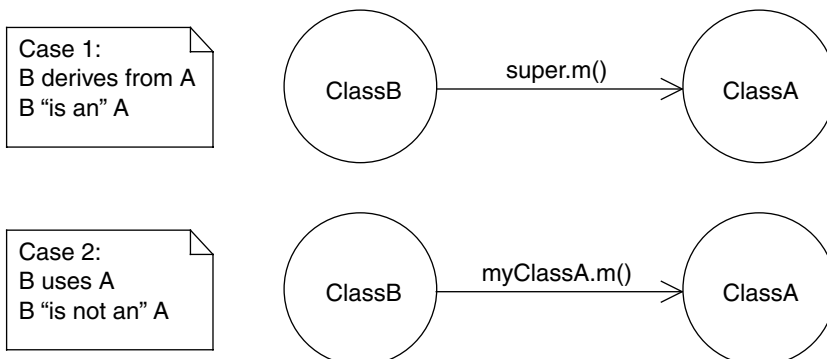 Case 1:
B derives from A
B “is an” A
ClassB
super.m()
ClassA
Case 2:
B uses A
B “is not an” A
ClassB
myClassA.m()
ClassA